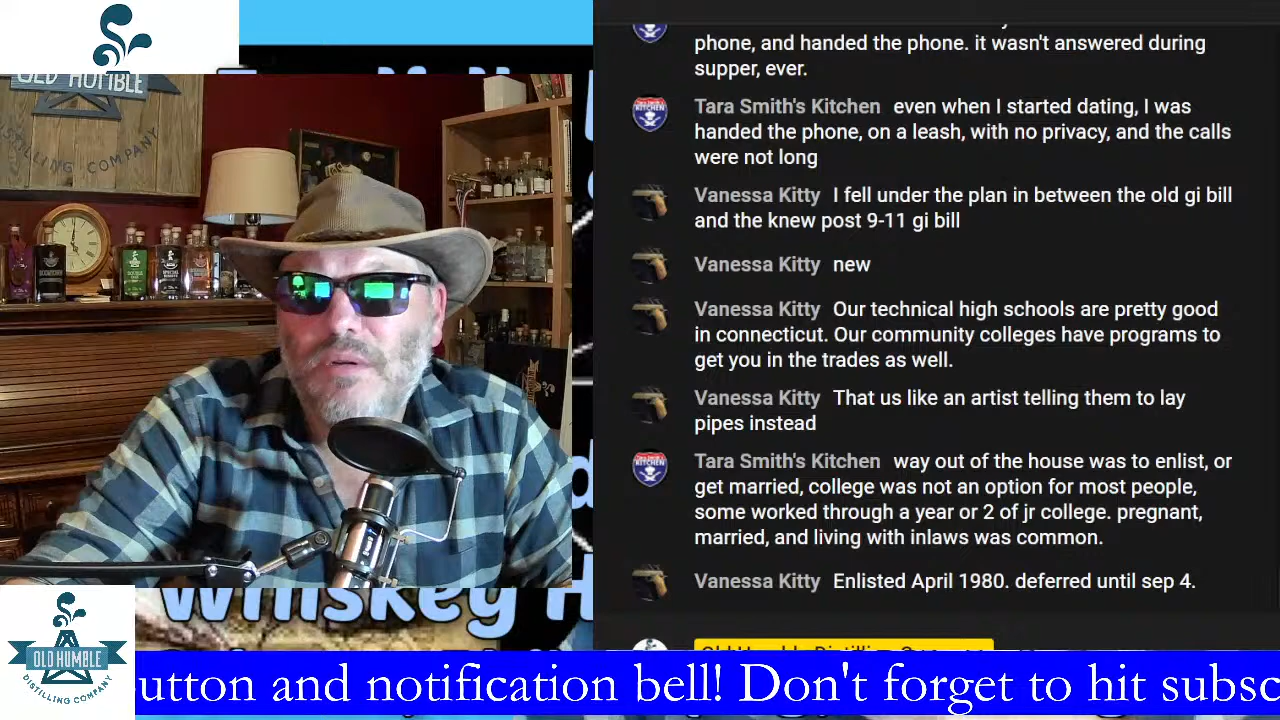 OLD HUMBLE
DISTILLING COMPANY
phone, and handed the phone. it wasn't answered during
supper, ever.
Tara Smith's Kitchen even when I started dating, I was
handed the phone, on a leash, with no privacy, and the calls
were not long
Vanessa Kitty I fell under the plan in between the old gi bill
and the knew post 9-11 gi bill
Vanessa Kitty new
Vanessa Kitty Our technical high schools are pretty good
in connecticut. Our community colleges have programs to
get you in the trades as well.
Vanessa Kitty That us like an artist telling them to lay
pipes instead
Tara Smith's Kitchen way out of the house was to enlist, or
get married, college was not an option for most people,
some worked through a year or 2 of jr college. pregnant,
married, and living with inlaws was common.
Vanessa Kitty Enlisted April 1980. deferred until sep 4.
Whiskey H
OLD HUMBLE
DISTILLING COMPANY
utton and notification bell! Don't forget to hit subsc